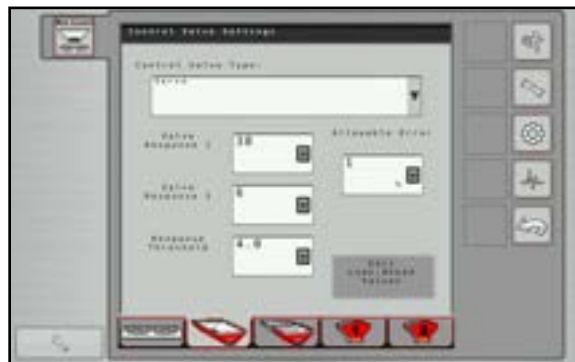 Control Valve Settings
Control Valve Type:
Servo
Valve
Response 1
38
Allowable Error
1
%
Valve
Response 2
6
Response
Threshold
4.0
Values